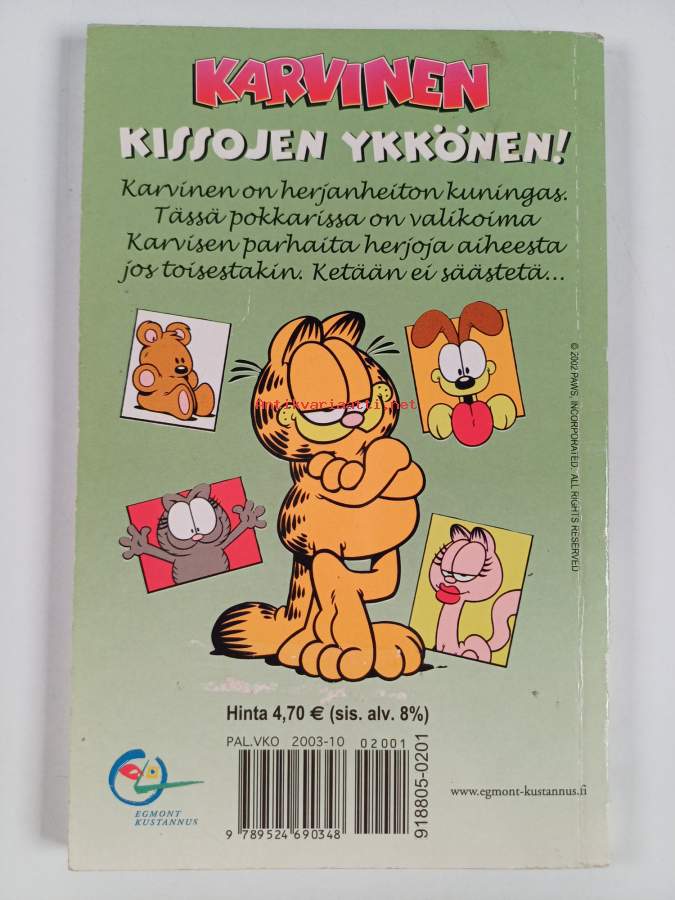 KARVINEN
KISSOJEN YKKÖNEN!
Karvinen on herjanheiton kuningas.
Tässä pokkarissa on valikoima
Karvisen parhaita herjoja aiheesta
jos toisestakin. Ketään ei säästetä...
© 2002 PAWS, INCORPORATED. ALL RIGHTS RESERVED
Antikvariaatti.net
Hinta 4,70 € (sis. alv. 8%)
PAL.VKO 2003-10 02001
918805-0201
9 789524 690348
EGMONT
KUSTANNUS
www.egmont-kustannus.fi